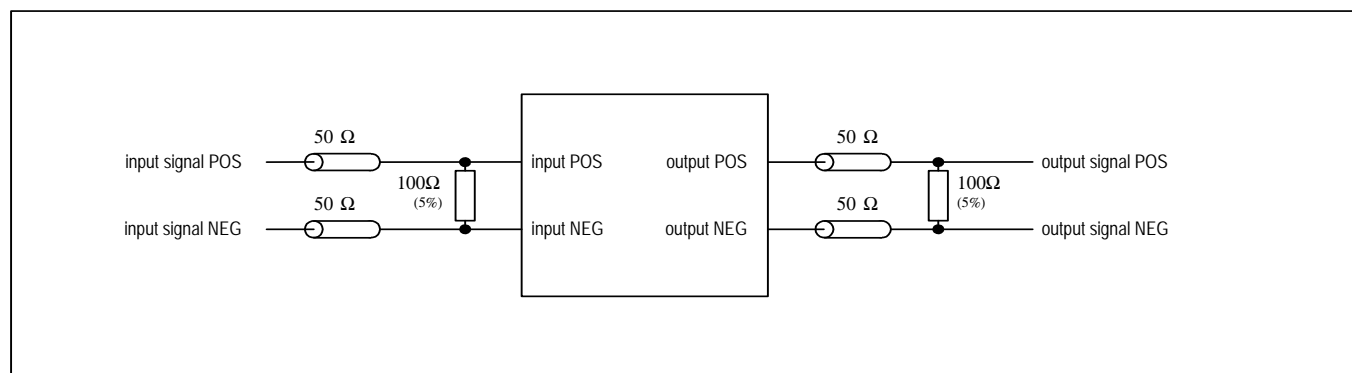 50 Ω
50 Ω
input signal POS
input POS
output POS
output signal POS
100Ω
(5%)
100Ω
(5%)
50 Ω
50 Ω
input signal NEG
input NEG
output NEG
output signal NEG